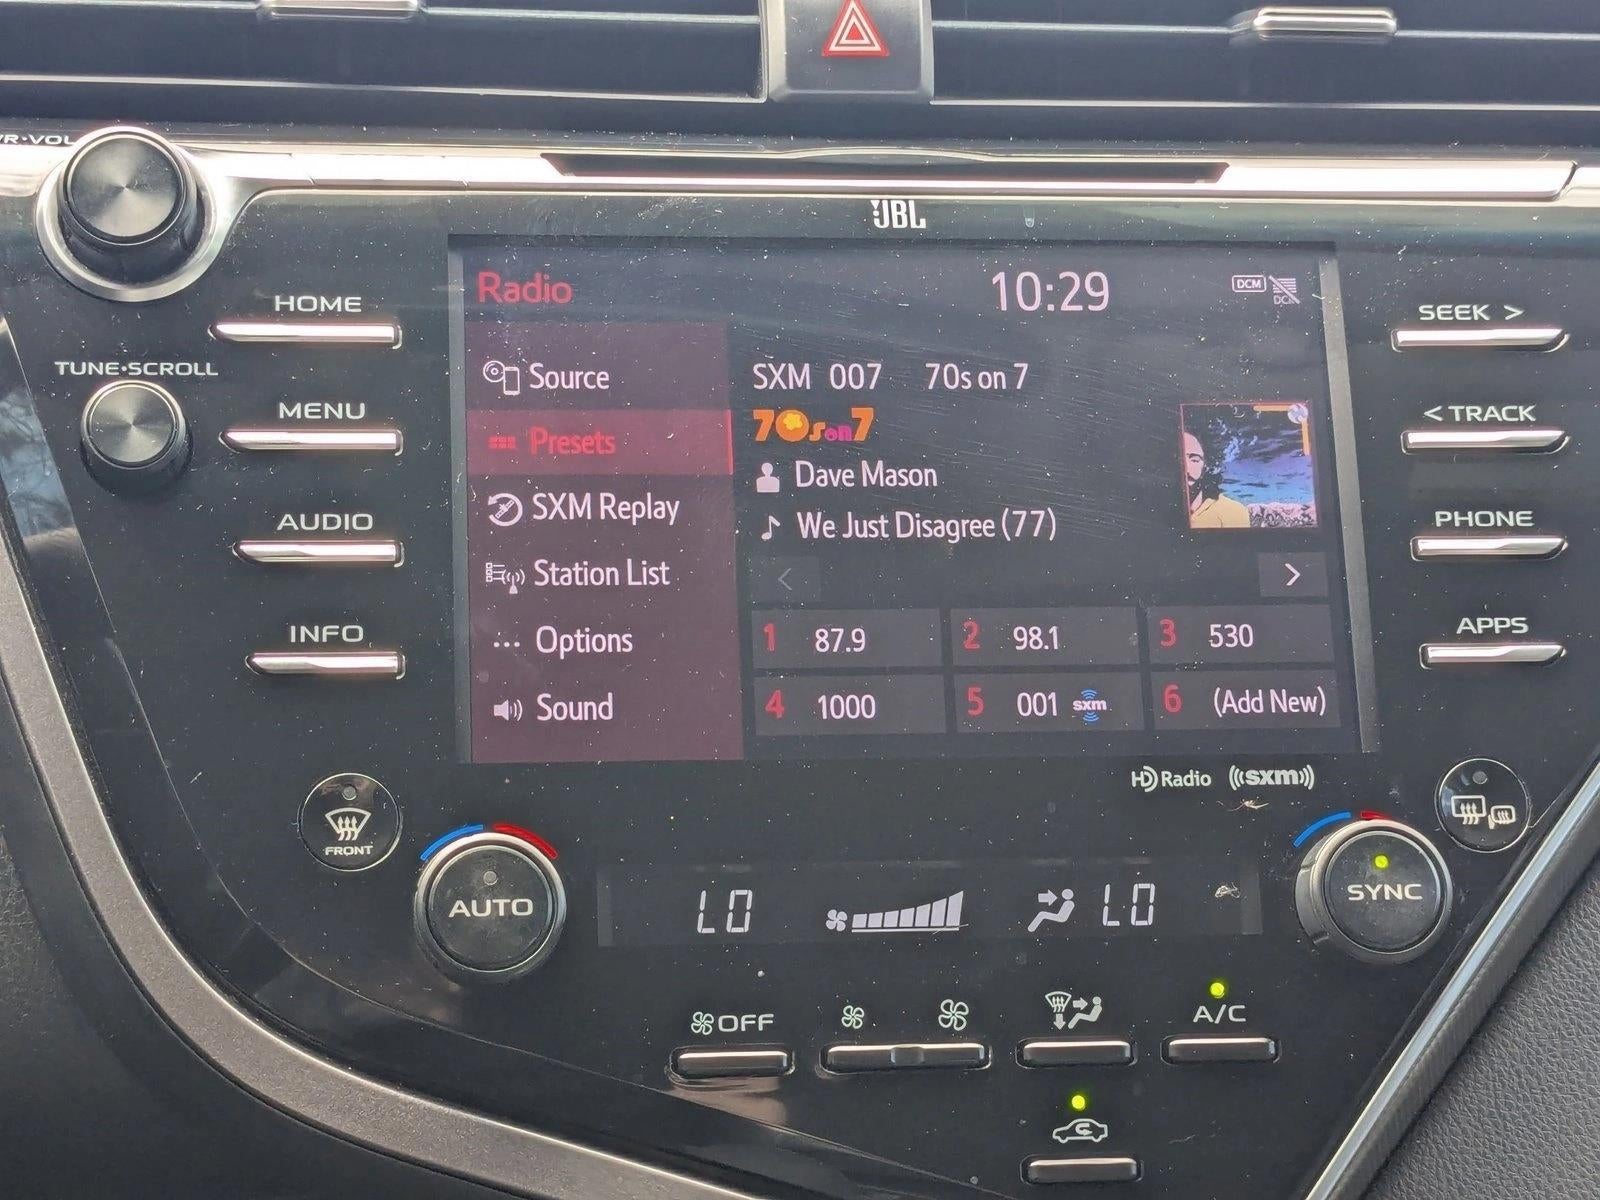 VOL
JBL
Radio
10:29
DCM
DCM
HOME
SEEK >
TUNE•SCROLL
Source
SXM 007 70s on 7
MENU
70s on 7
< TRACK
Presets
Dave Mason
AUDIO
SXM Replay
We Just Disagree (77)
PHONE
Station List
INFO
Options
1 87.9
2 98.1
3 530
APPS
Sound
4 1000
5 001 sxm
6 (Add New)
HD Radio
((sxm))
FRONT
AUTO
LO
LO
SYNC
OFF
A/C